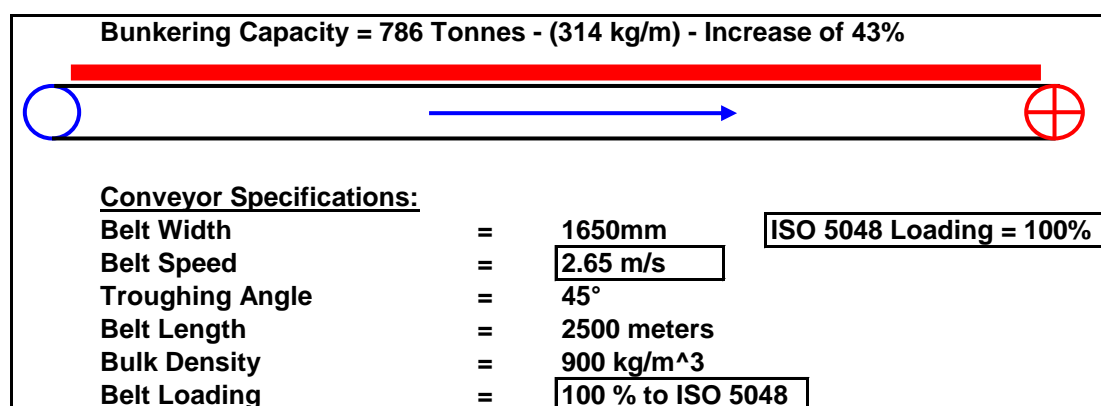 Bunkering Capacity = 786 Tonnes - (314 kg/m) - Increase of 43%
Conveyor Specifications:
Belt Width = 1650mm ISO 5048 Loading = 100%
Belt Speed = 2.65 m/s
Troughing Angle = 45°
Belt Length = 2500 meters
Bulk Density = 900 kg/m^3
Belt Loading = 100 % to ISO 5048